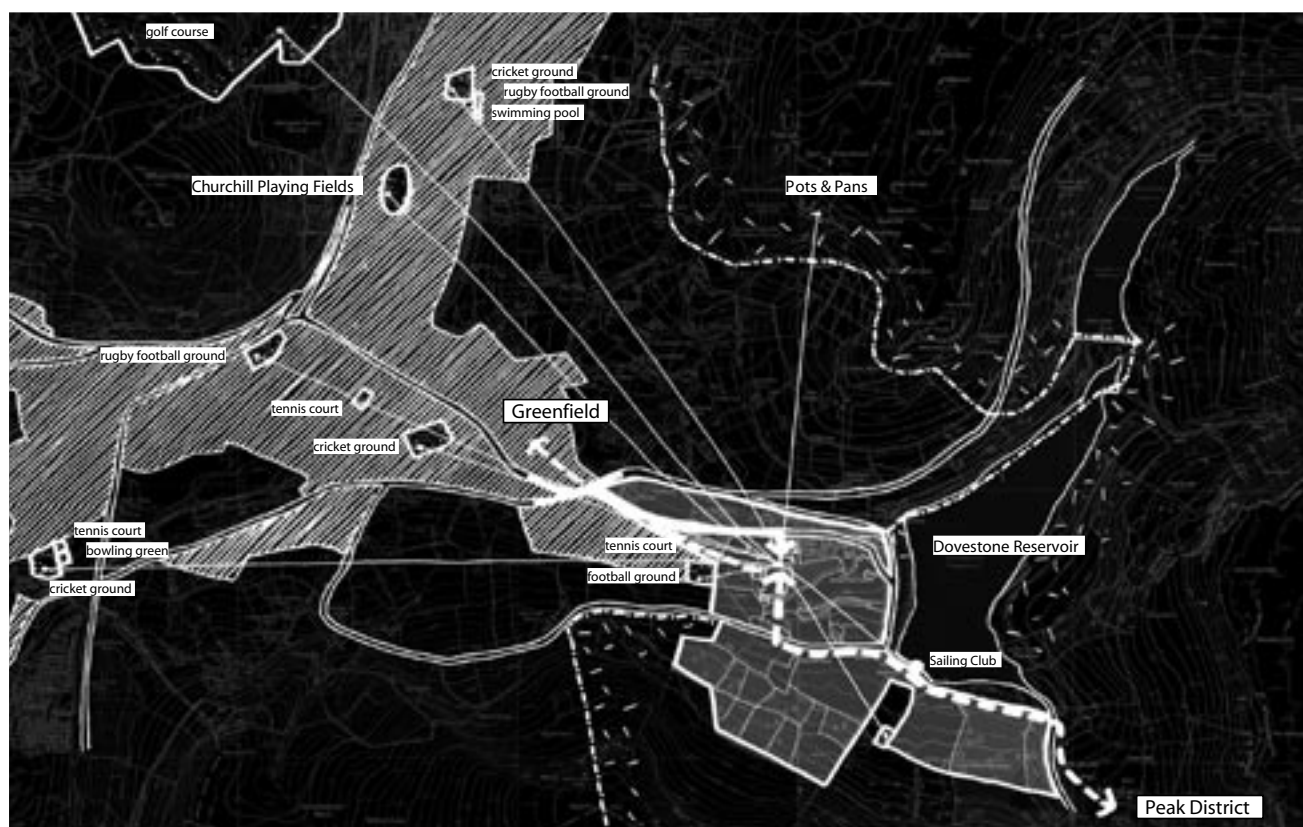 golf course
cricket ground
rugby football ground
swimming pool
Churchill Playing Fields
Pots & Pans
rugby football ground
tennis court
Greenfield
cricket ground
tennis court
bowling green
cricket ground
tennis court
football ground
Dovestone Reservoir
Sailing Club
Peak District